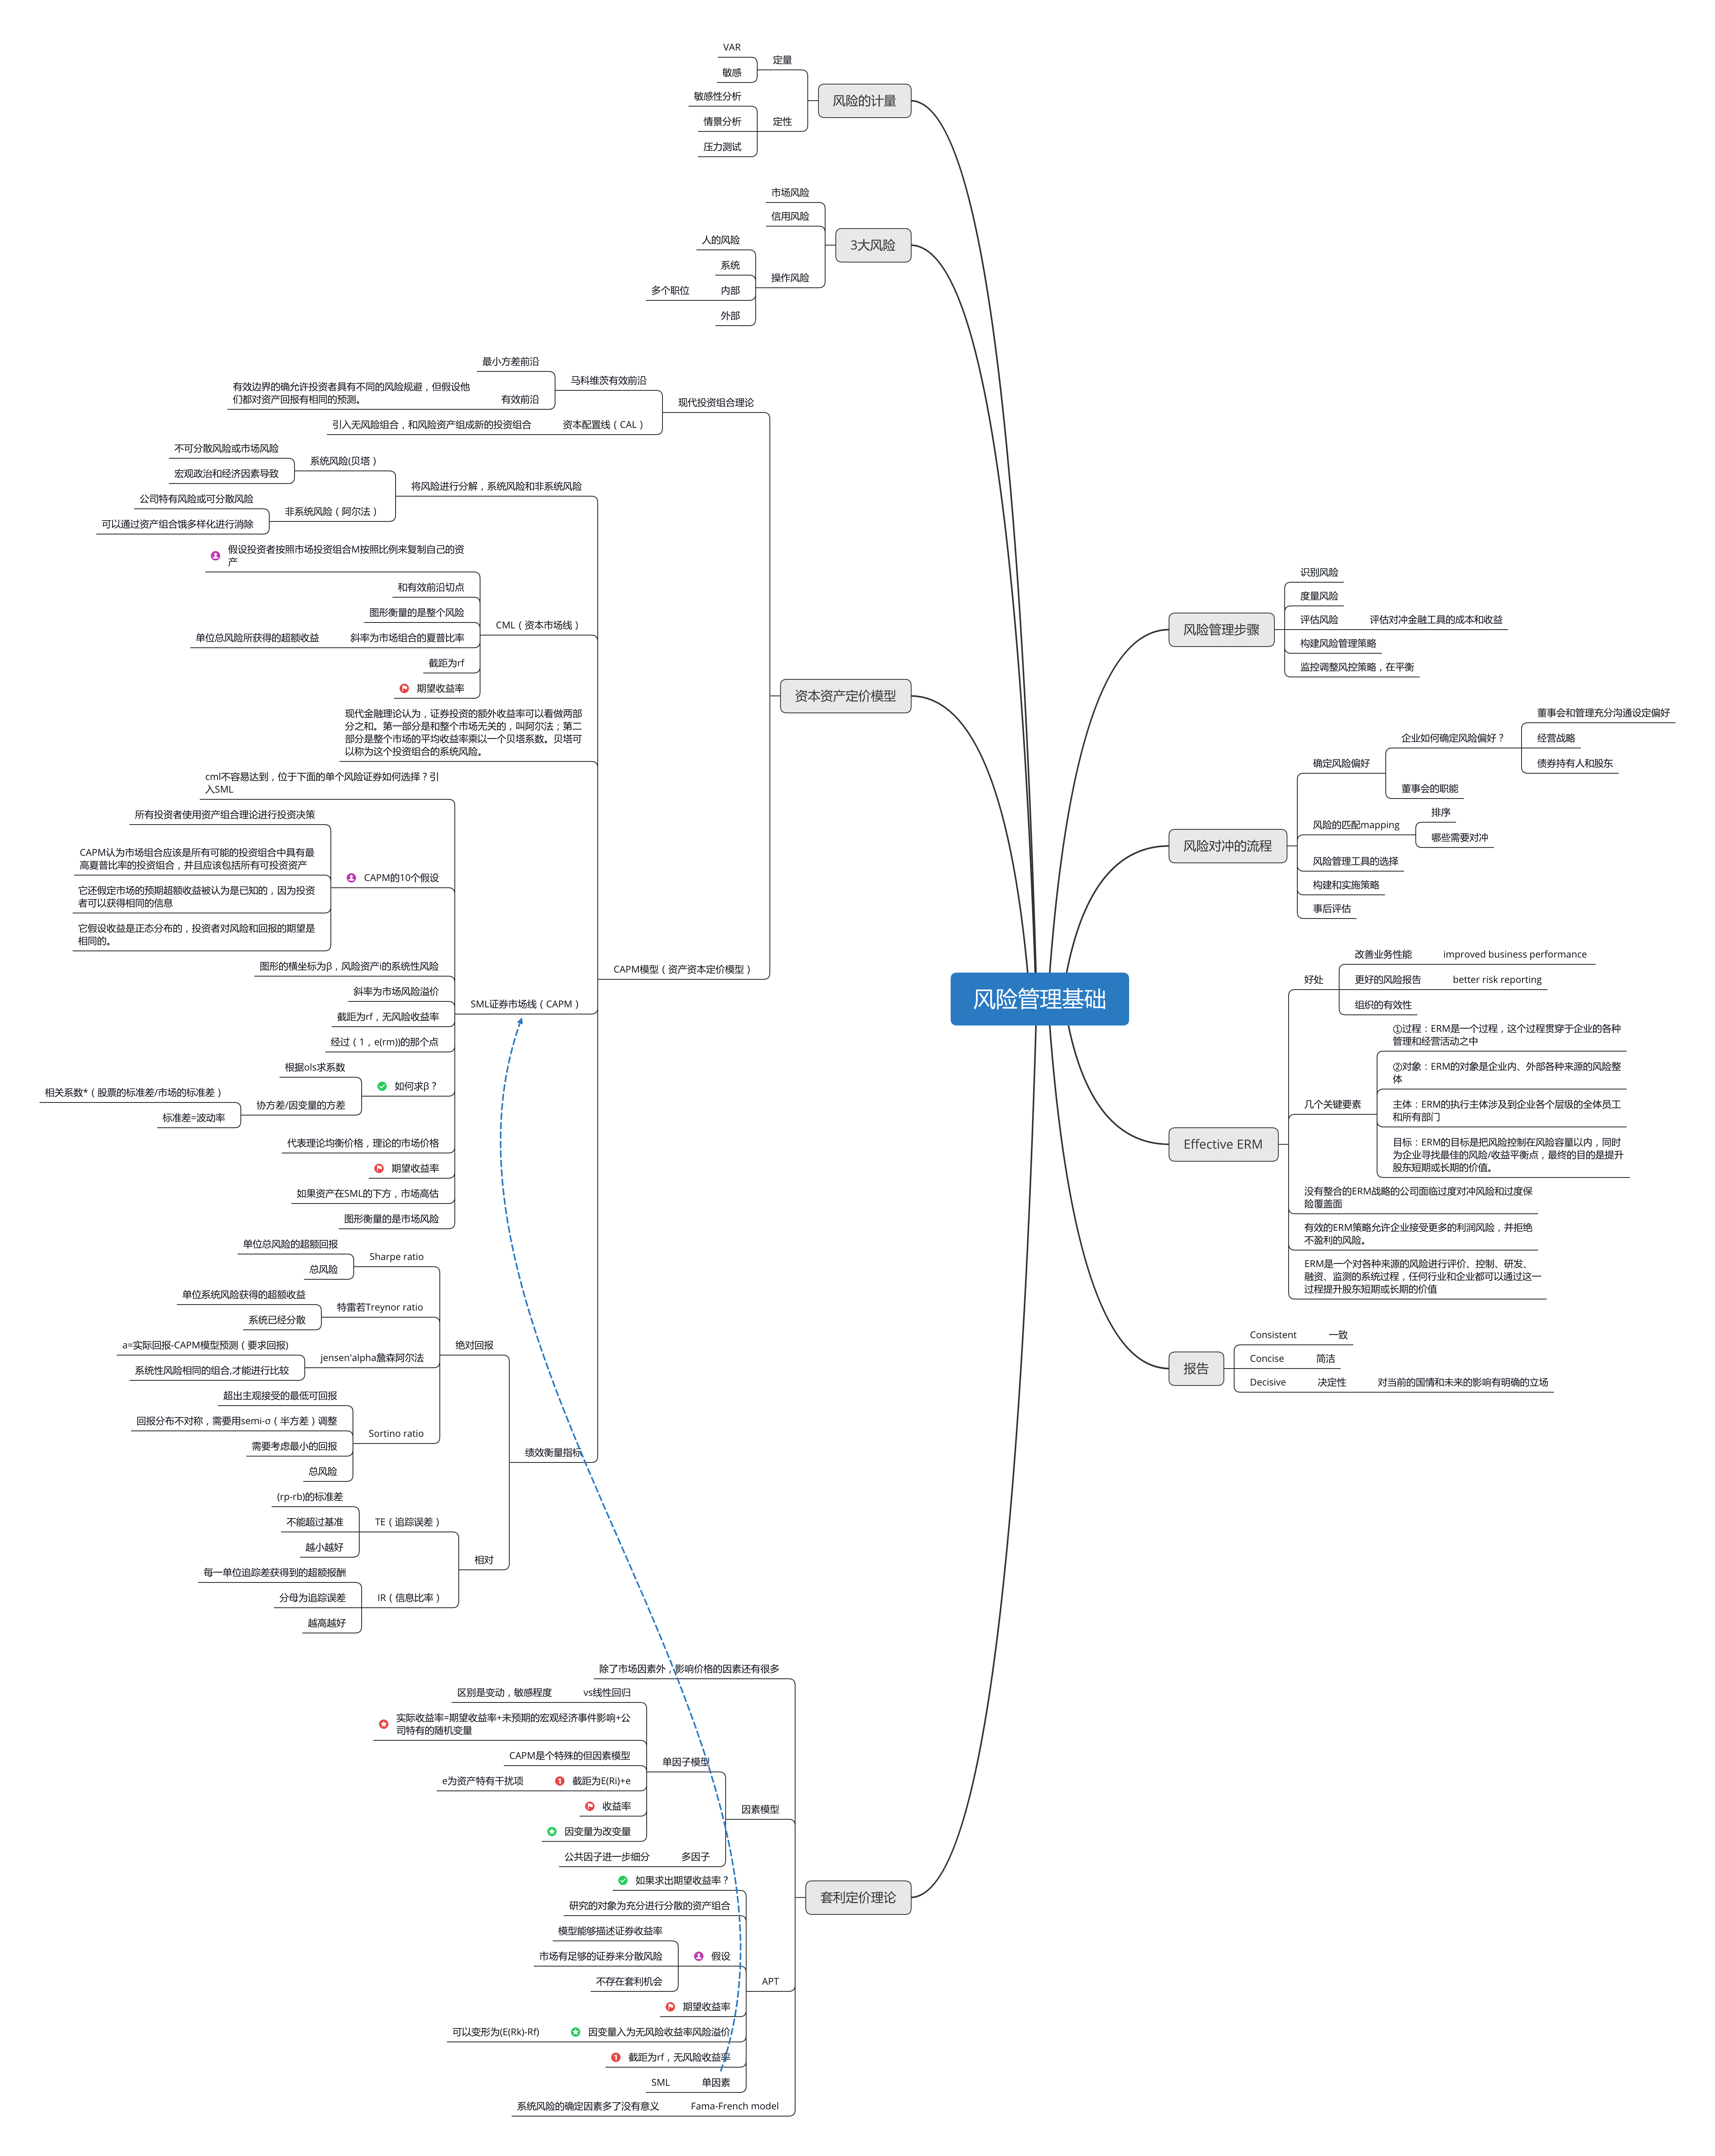 风险管理基础
风险的计量
定量
VAR
敏感
定性
敏感性分析
情景分析
压力测试
3大风险
市场风险
信用风险
操作风险
人的风险
系统
内部
多个职位
外部
资本资产定价模型
现代投资组合理论
马科维茨有效前沿
最小方差前沿
有效前沿
有效边界的确允许投资者具有不同的风险规避，但假设他
们都对资产回报有相同的预测。
资本配置线（CAL）
引入无风险组合，和风险资产组成新的投资组合
CAPM模型（资产资本定价模型）
将风险进行分解，系统风险和非系统风险
系统风险(贝塔）
不可分散风险或市场风险
宏观政治和经济因素导致
非系统风险（阿尔法）
公司特有风险或可分散风险
可以通过资产组合饿多样化进行消除
CML（资本市场线）
假设投资者按照市场投资组合M按照比例来复制自己的资
产
和有效前沿切点
图形衡量的是整个风险
斜率为市场组合的夏普比率
单位总风险所获得的超额收益
截距为rf
期望收益率
现代金融理论认为，证券投资的额外收益率可以看做两部
分之和。第一部分是和整个市场无关的，叫阿尔法；第二
部分是整个市场的平均收益率乘以一个贝塔系数。贝塔可
以称为这个投资组合的系统风险。
SML证券市场线（CAPM）
cml不容易达到，位于下面的单个风险证券如何选择？引
入SML
CAPM的10个假设
所有投资者使用资产组合理论进行投资决策
CAPM认为市场组合应该是所有可能的投资组合中具有最
高夏普比率的投资组合，并且应该包括所有可投资资产
它还假定市场的预期超额收益被认为是已知的，因为投资
者可以获得相同的信息
它假设收益是正态分布的，投资者对风险和回报的期望是
相同的。
图形的横坐标为β，风险资产i的系统性风险
斜率为市场风险溢价
截距为rf，无风险收益率
经过（1，e(rm))的那个点
如何求β？
根据ols求系数
协方差/因变量的方差
相关系数*（股票的标准差/市场的标准差）
标准差=波动率
代表理论均衡价格，理论的市场价格
期望收益率
如果资产在SML的下方，市场高估
图形衡量的是市场风险
绩效衡量指标
绝对回报
Sharpe ratio
单位总风险的超额回报
总风险
特雷若Treynor ratio
单位系统风险获得的超额收益
系统已经分散
jensen'alpha詹森阿尔法
a=实际回报-CAPM模型预测（要求回报)
系统性风险相同的组合,才能进行比较
Sortino ratio
超出主观接受的最低可回报
回报分布不对称，需要用semi-σ（半方差）调整
需要考虑最小的回报
总风险
相对
TE（追踪误差）
(rp-rb)的标准差
不能超过基准
越小越好
IR（信息比率）
每一单位追踪差获得到的超额报酬
分母为追踪误差
越高越好
套利定价理论
除了市场因素外，影响价格的因素还有很多
因素模型
单因子模型
vs线性回归
区别是变动，敏感程度
实际收益率=期望收益率+未预期的宏观经济事件影响+公
司特有的随机变量
CAPM是个特殊的但因素模型
截距为E(Ri)+e
e为资产特有干扰项
收益率
因变量为改变量
多因子
公共因子进一步细分
APT
如果求出期望收益率？
研究的对象为充分进行分散的资产组合
假设
模型能够描述证券收益率
市场有足够的证券来分散风险
不存在套利机会
期望收益率
因变量入为无风险收益率风险溢价
可以变形为(E(Rk)-Rf)
截距为rf，无风险收益率
单因素
SML
Fama-French model
系统风险的确定因素多了没有意义
风险管理步骤
识别风险
度量风险
评估风险
评估对冲金融工具的成本和收益
构建风险管理策略
监控调整风控策略，在平衡
风险对冲的流程
确定风险偏好
企业如何确定风险偏好？
董事会和管理充分沟通设定偏好
经营战略
债券持有人和股东
董事会的职能
风险的匹配mapping
排序
哪些需要对冲
风险管理工具的选择
构建和实施策略
事后评估
Effective ERM
好处
改善业务性能
improved business performance
更好的风险报告
better risk reporting
组织的有效性
几个关键要素
①过程：ERM是一个过程，这个过程贯穿于企业的各种
管理和经营活动之中
②对象：ERM的对象是企业内、外部各种来源的风险整
体
主体：ERM的执行主体涉及到企业各个层级的全体员工
和所有部门
目标：ERM的目标是把风险控制在风险容量以内，同时
为企业寻找最佳的风险/收益平衡点，最终的目的是提升
股东短期或长期的价值。
没有整合的ERM战略的公司面临过度对冲风险和过度保
险覆盖面
有效的ERM策略允许企业接受更多的利润风险，并拒绝
不盈利的风险。
ERM是一个对各种来源的风险进行评价、控制、研发、
融资、监测的系统过程，任何行业和企业都可以通过这一
过程提升股东短期或长期的价值
报告
Consistent
一致
Concise
简洁
Decisive
决定性
对当前的国情和未来的影响有明确的立场